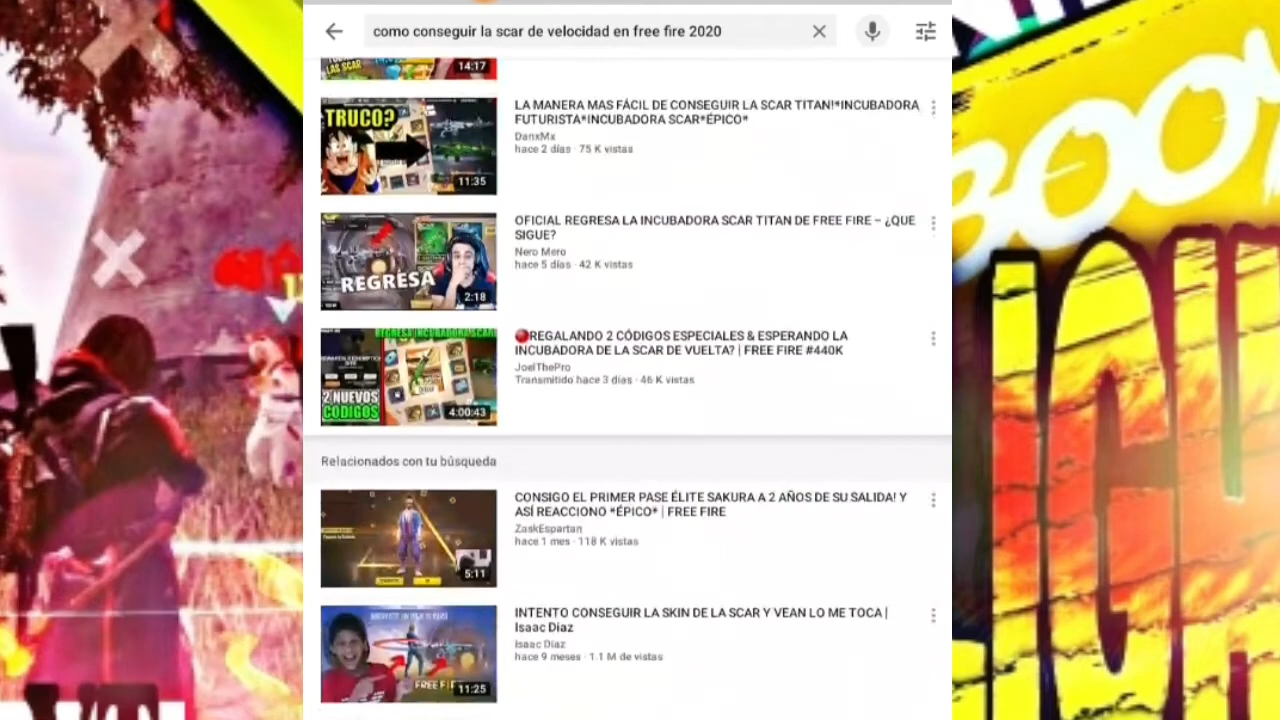 como conseguir la scar de velocidad en free fire 2020
LAS SCAR
14:17
TRUCO?
11:35
LA MANERA MAS FÁCIL DE CONSEGUIR LA SCAR TITAN!*INCUBADORA
FUTURISTA*INCUBADORA SCAR*ÉPICO*
DanxMx
hace 2 días · 75 K vistas
REGRESA
2:18
OFICIAL REGRESA LA INCUBADORA SCAR TITAN DE FREE FIRE – ¿QUE
SIGUE?
Nero Mero
hace 5 días · 42 K vistas
2 NUEVOS
CODIGOS
4:00:43
🔴REGALANDO 2 CÓDIGOS ESPECIALES & ESPERANDO LA
INCUBADORA DE LA SCAR DE VUELTA? | FREE FIRE #440K
JoelThePro
Transmitido hace 3 días · 46 K vistas
Relacionados con tu búsqueda
5:11
CONSIGO EL PRIMER PASE ÉLITE SAKURA A 2 AÑOS DE SU SALIDA! Y
ASÍ REACCIONO *ÉPICO* | FREE FIRE
ZaskEspartan
hace 1 mes · 118 K vistas
FREE FIRE
11:25
INTENTO CONSEGUIR LA SKIN DE LA SCAR Y VEAN LO ME TOCA |
Isaac Diaz
Isaac Diaz
hace 9 meses · 1.1 M de vistas